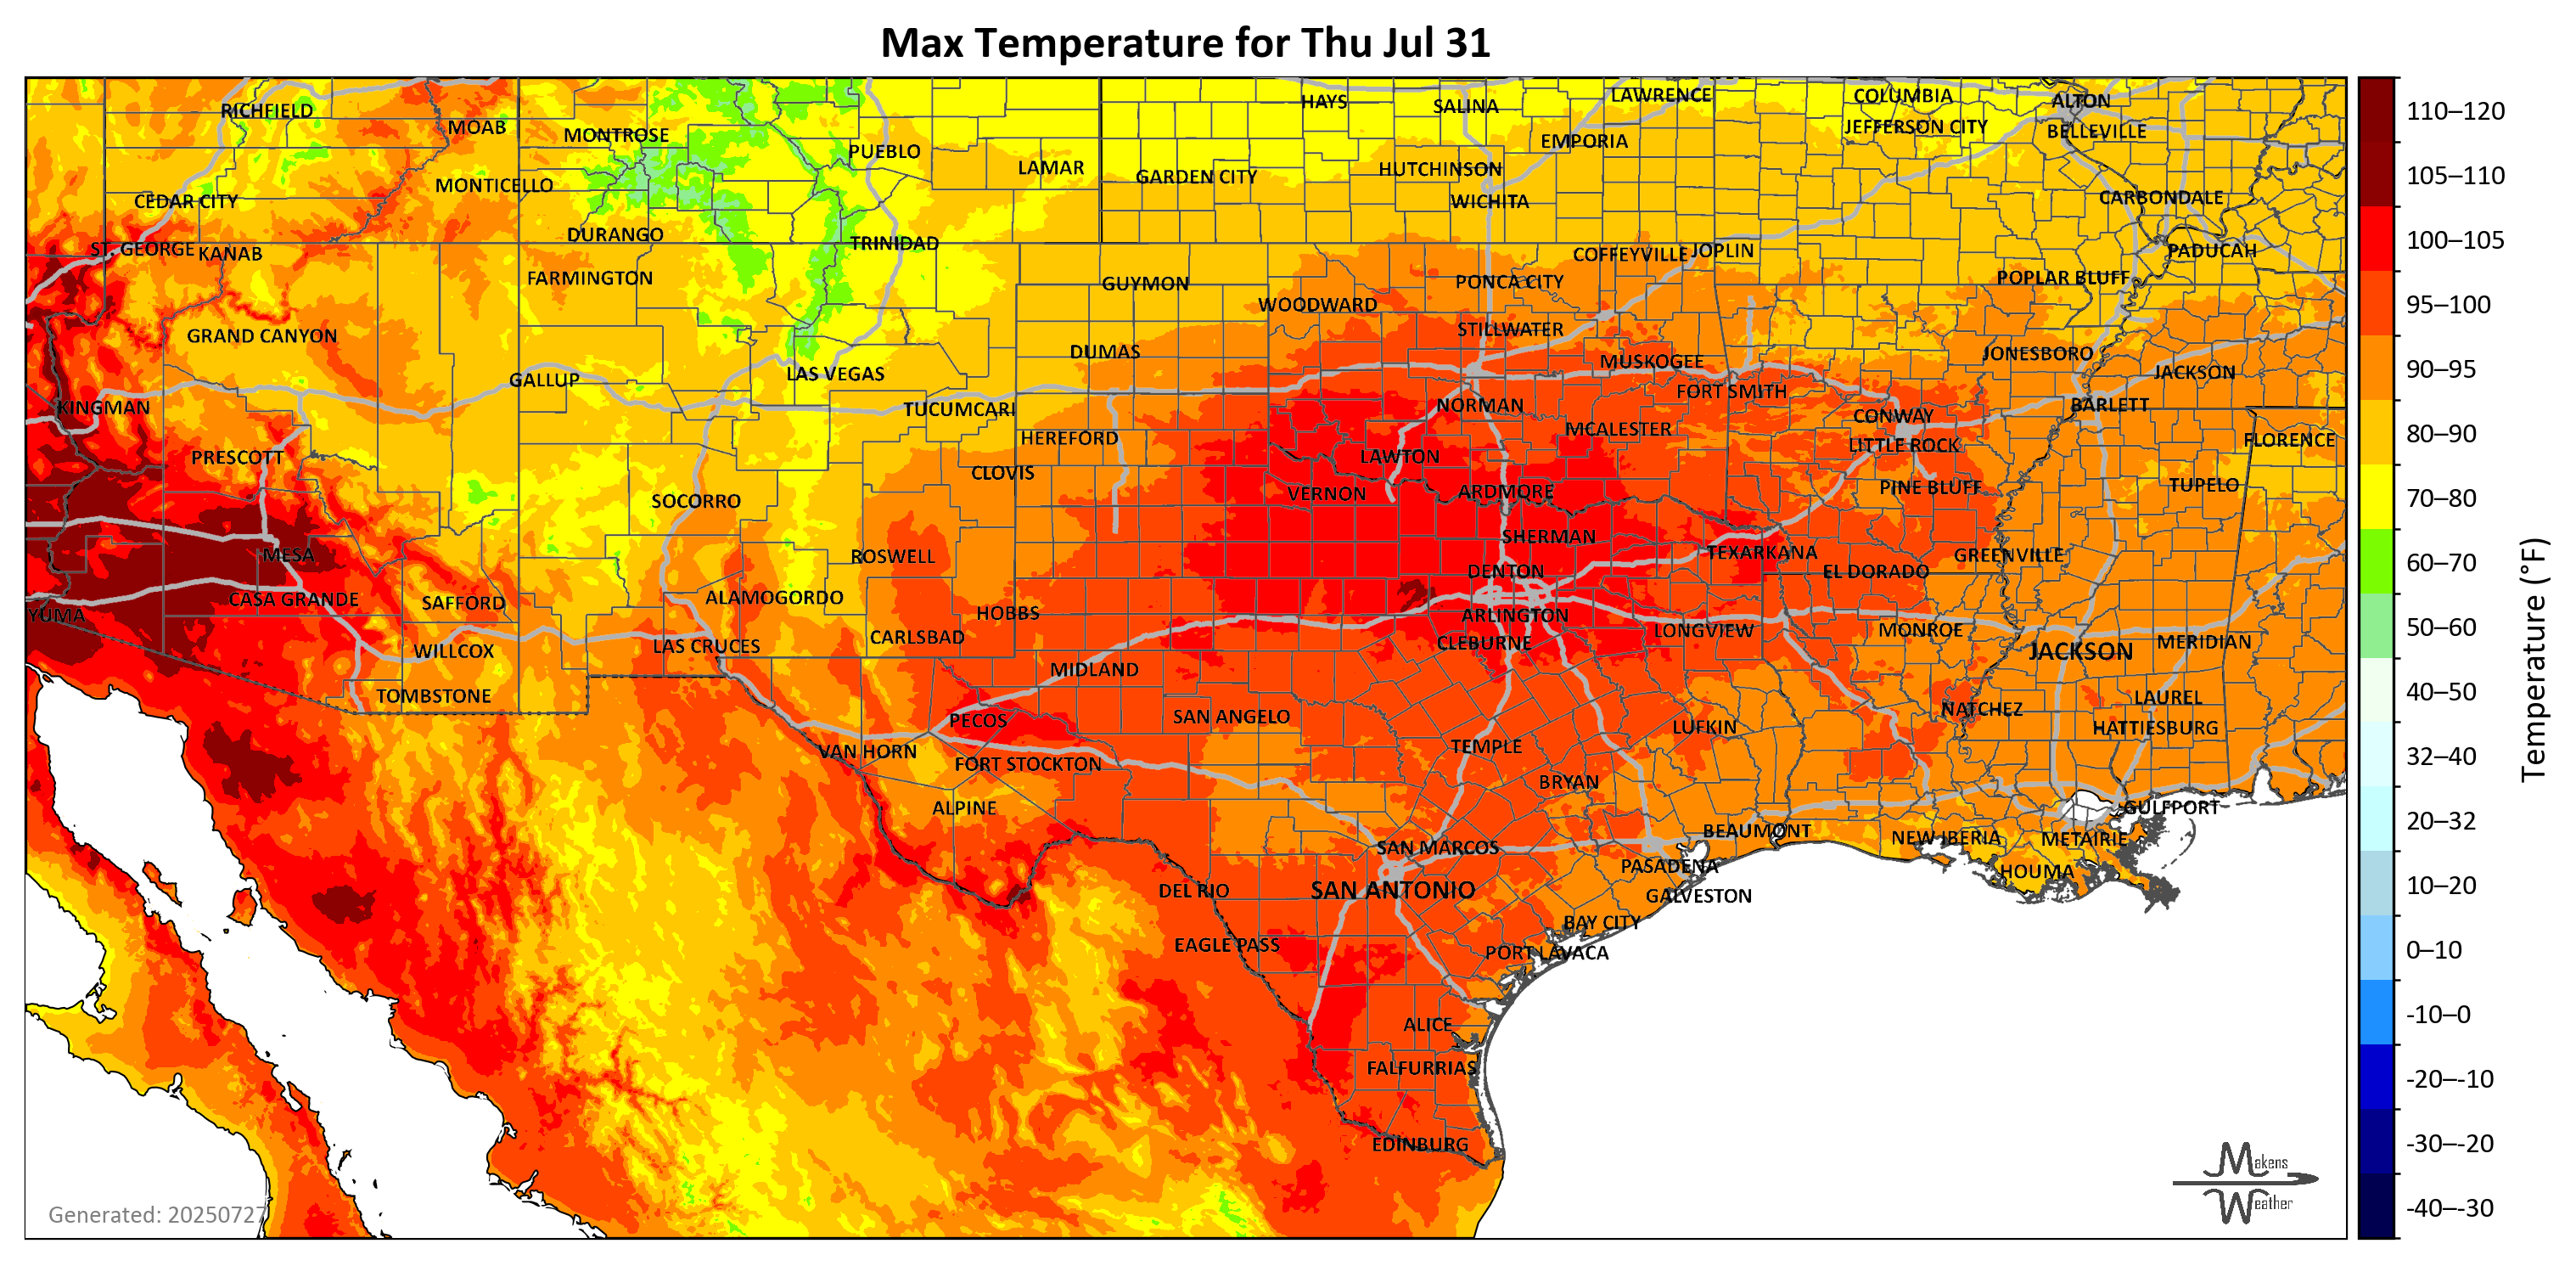 Max Temperature for Thu Jul 31
RICHFIELD
MOAB
MONTROSE
PUEBLO
LAMAR
HAYS
SALINA
LAWRENCE
COLUMBIA
ALTON
JEFFERSON CITY
BELLEVILLE
EMPORIA
HUTCHINSON
GARDEN CITY
WICHITA
MONTICELLO
CEDAR CITY
CARBONDALE
DURANGO
TRINIDAD
ST. GEORGE
KANAB
COFFEYVILLE
JOPLIN
PADUCAH
FARMINGTON
GUYMON
PONCA CITY
POPLAR BLUFF
WOODWARD
GRAND CANYON
STILLWATER
DUMAS
MUSKOGEE
JONESBORO
GALLUP
LAS VEGAS
JACKSON
FORT SMITH
KINGMAN
TUCUMCARI
NORMAN
BARLETT
CONWAY
HEREFORD
MCALESTER
LITTLE ROCK
FLORENCE
PRESCOTT
CLOVIS
LAWTON
SOCORRO
VERNON
ARDMORE
PINE BLUFF
TUPELO
SHERMAN
MESA
ROSWELL
TEXARKANA
GREENVILLE
DENTON
EL DORADO
CASA GRANDE
SAFFORD
ALAMOGORDO
HOBBS
YUMA
ARLINGTON
CARLSBAD
CLEBURNE
LONGVIEW
MONROE
WILLCOX
LAS CRUCES
JACKSON
MERIDIAN
MIDLAND
TOMBSTONE
LAUREL
NATCHEZ
PECOS
SAN ANGELO
LUFKIN
HATTIESBURG
VAN HORN
TEMPLE
FORT STOCKTON
BRYAN
ALPINE
GULFPORT
BEAUMONT
NEW IBERIA
METAIRIE
SAN MARCOS
PASADENA
HOUMA
DEL RIO
SAN ANTONIO
GALVESTON
BAY CITY
EAGLE PASS
PORT LAVACA
ALICE
FALFURRIAS
EDINBURG
Generated: 20250727
Makens
Weather
110–120
105–110
100–105
95–100
90–95
80–90
70–80
60–70
50–60
40–50
32–40
20–32
10–20
0–10
-10–0
-20–-10
-30–-20
-40–-30
Temperature (°F)